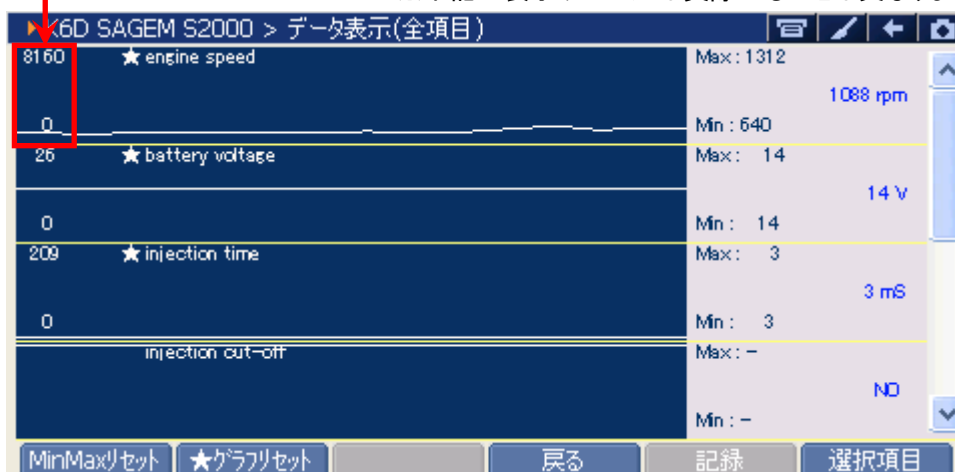 K6D SAGEM S2000 > データ表示(全項目)
8160 ★ engine speed Max : 1312
1088 rpm
0 Min : 640
26 ★ battery voltage Max : 14
14 V
0 Min : 14
209 ★ injection time Max : 3
3 mS
0 Min : 3
injection cut-off Max : -
NO
Min : -
MinMaxリセット ★グラフリセット 戻る 記録 選択項目